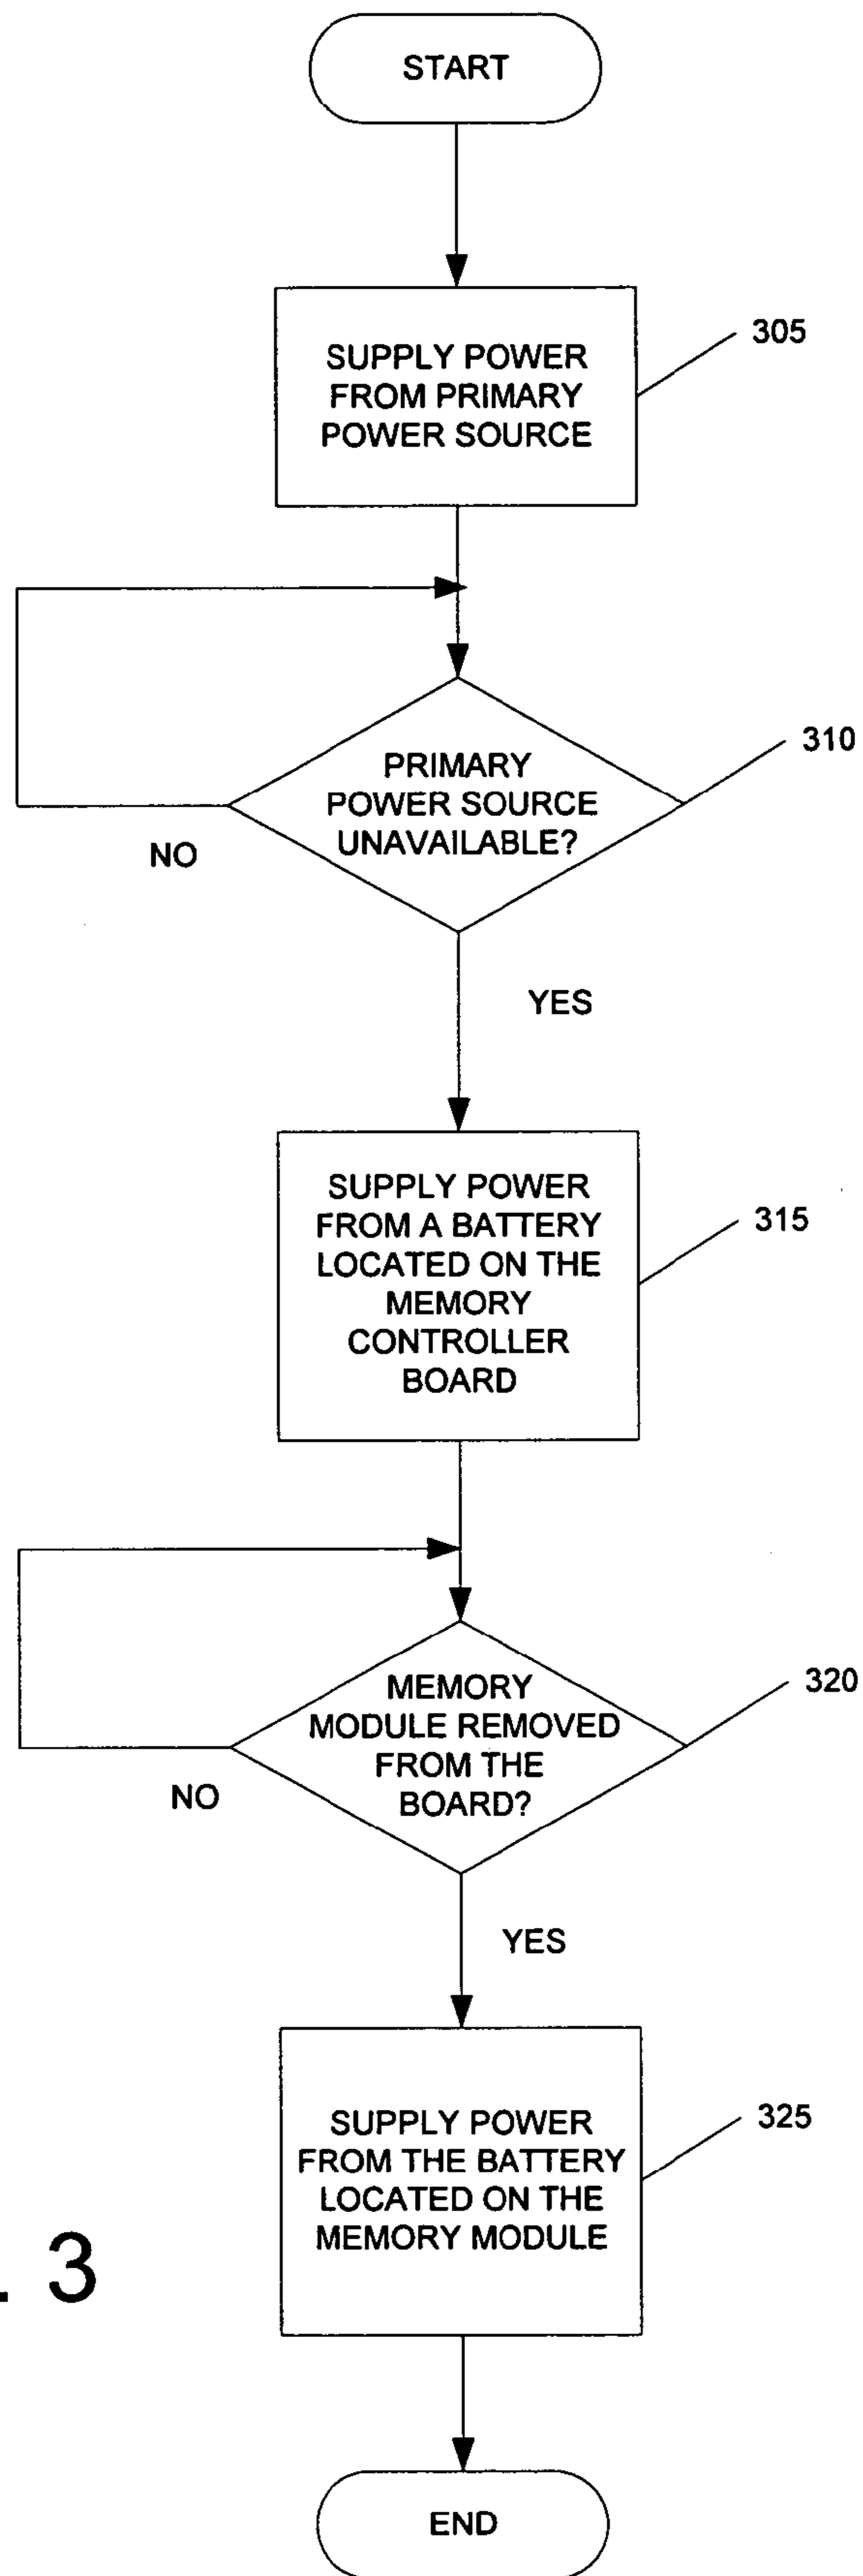 START
SUPPLY POWER
FROM PRIMARY
POWER SOURCE
305
PRIMARY
POWER SOURCE
UNAVAILABLE?
310
NO
YES
SUPPLY POWER
FROM A BATTERY
LOCATED ON THE
MEMORY
CONTROLLER
BOARD
315
MEMORY
MODULE REMOVED
FROM THE
BOARD?
320
NO
YES
SUPPLY POWER
FROM THE BATTERY
LOCATED ON THE
MEMORY MODULE
325
. 3
END